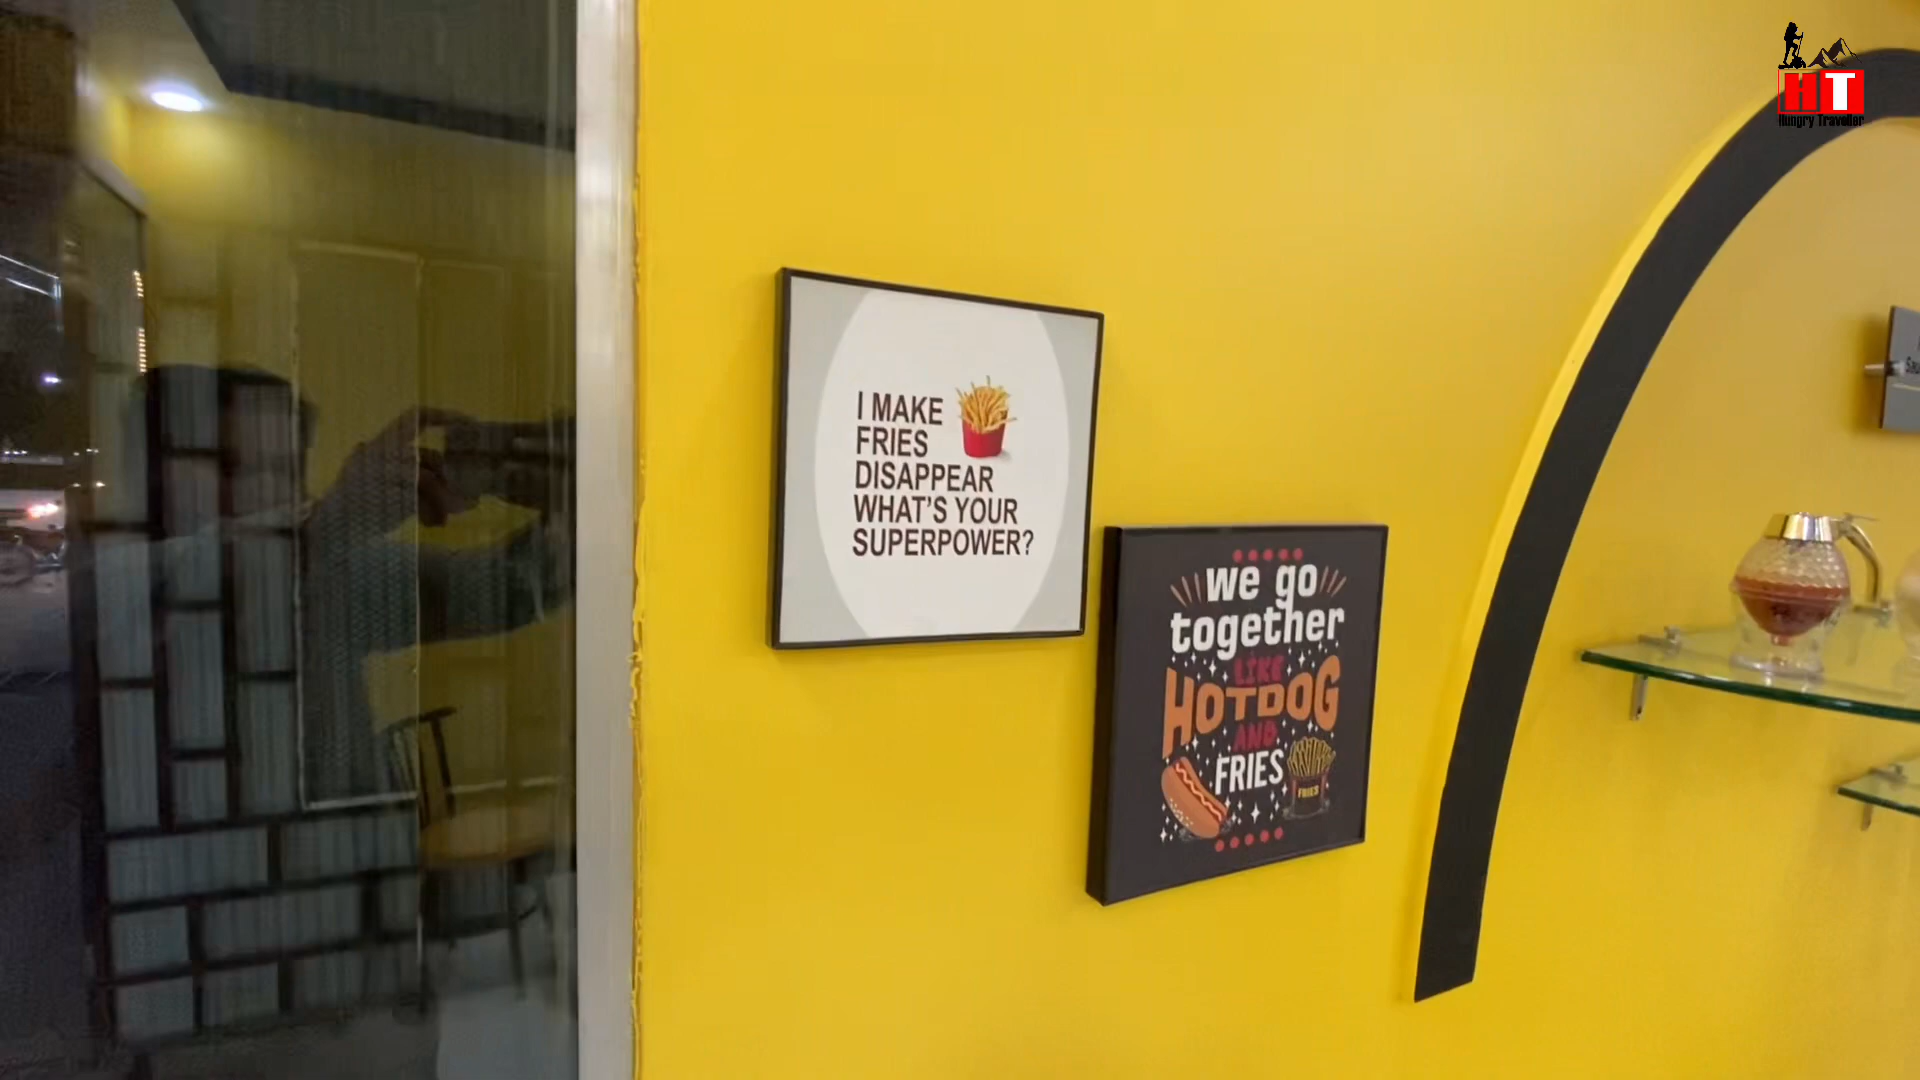 HT
Hungry Traveller
I MAKE
FRIES
DISAPPEAR
WHAT'S YOUR
SUPERPOWER?
we go
together
LIKE
HOTDOG
AND
FRIES
FRIES